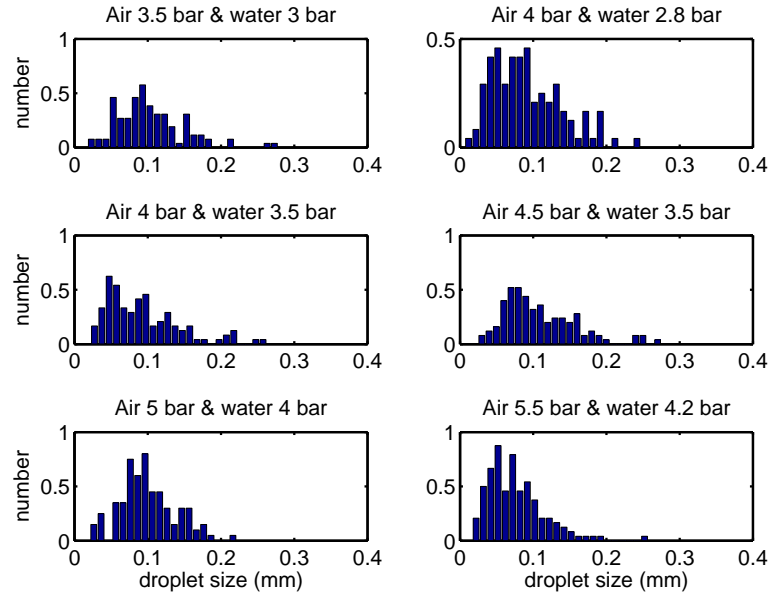 Air 3.5 bar & water 3 bar
Air 4 bar & water 2.8 bar
number
1
0.5
0
0 0.1 0.2 0.3 0.4
0.5
0
0 0.1 0.2 0.3 0.4
Air 4 bar & water 3.5 bar
Air 4.5 bar & water 3.5 bar
number
1
0.5
0
0 0.1 0.2 0.3 0.4
1
0.5
0
0 0.1 0.2 0.3 0.4
Air 5 bar & water 4 bar
Air 5.5 bar & water 4.2 bar
number
1
0.5
0
0 0.1 0.2 0.3 0.4
droplet size (mm)
1
0.5
0
0 0.1 0.2 0.3 0.4
droplet size (mm)